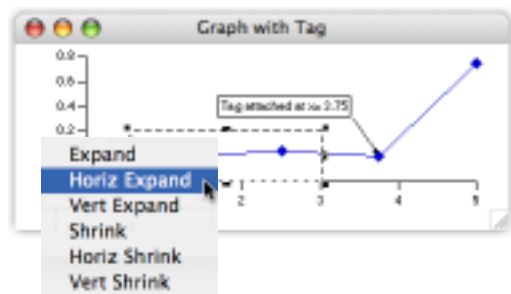 Graph with Tag
0.8
0.6
0.4
Tag attached at x= 3.75
0.2
Expand
Horiz Expand
Vert Expand
Shrink
Horiz Shrink
Vert Shrink
2
3
4
5